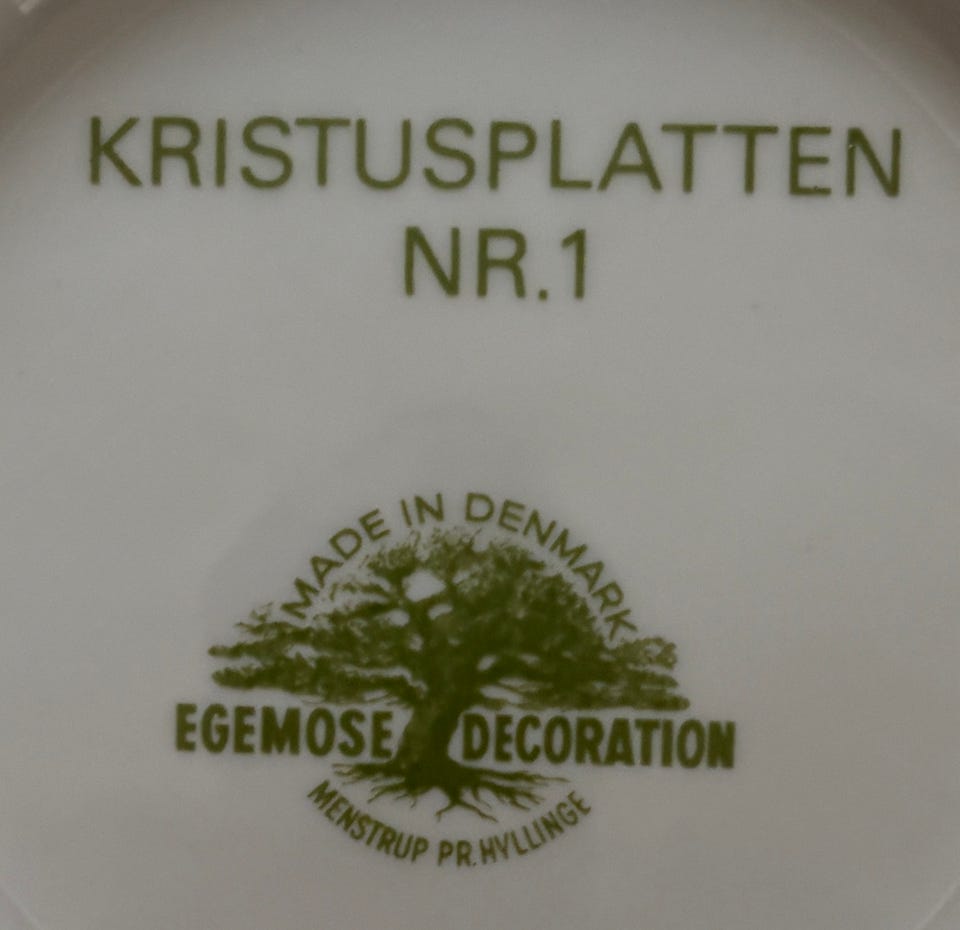 KRISTUSPLATTEN
NR.1
MADE IN DENMARK
EGEMOSE DECORATION
MENSTRUP PR.HYLLINGE